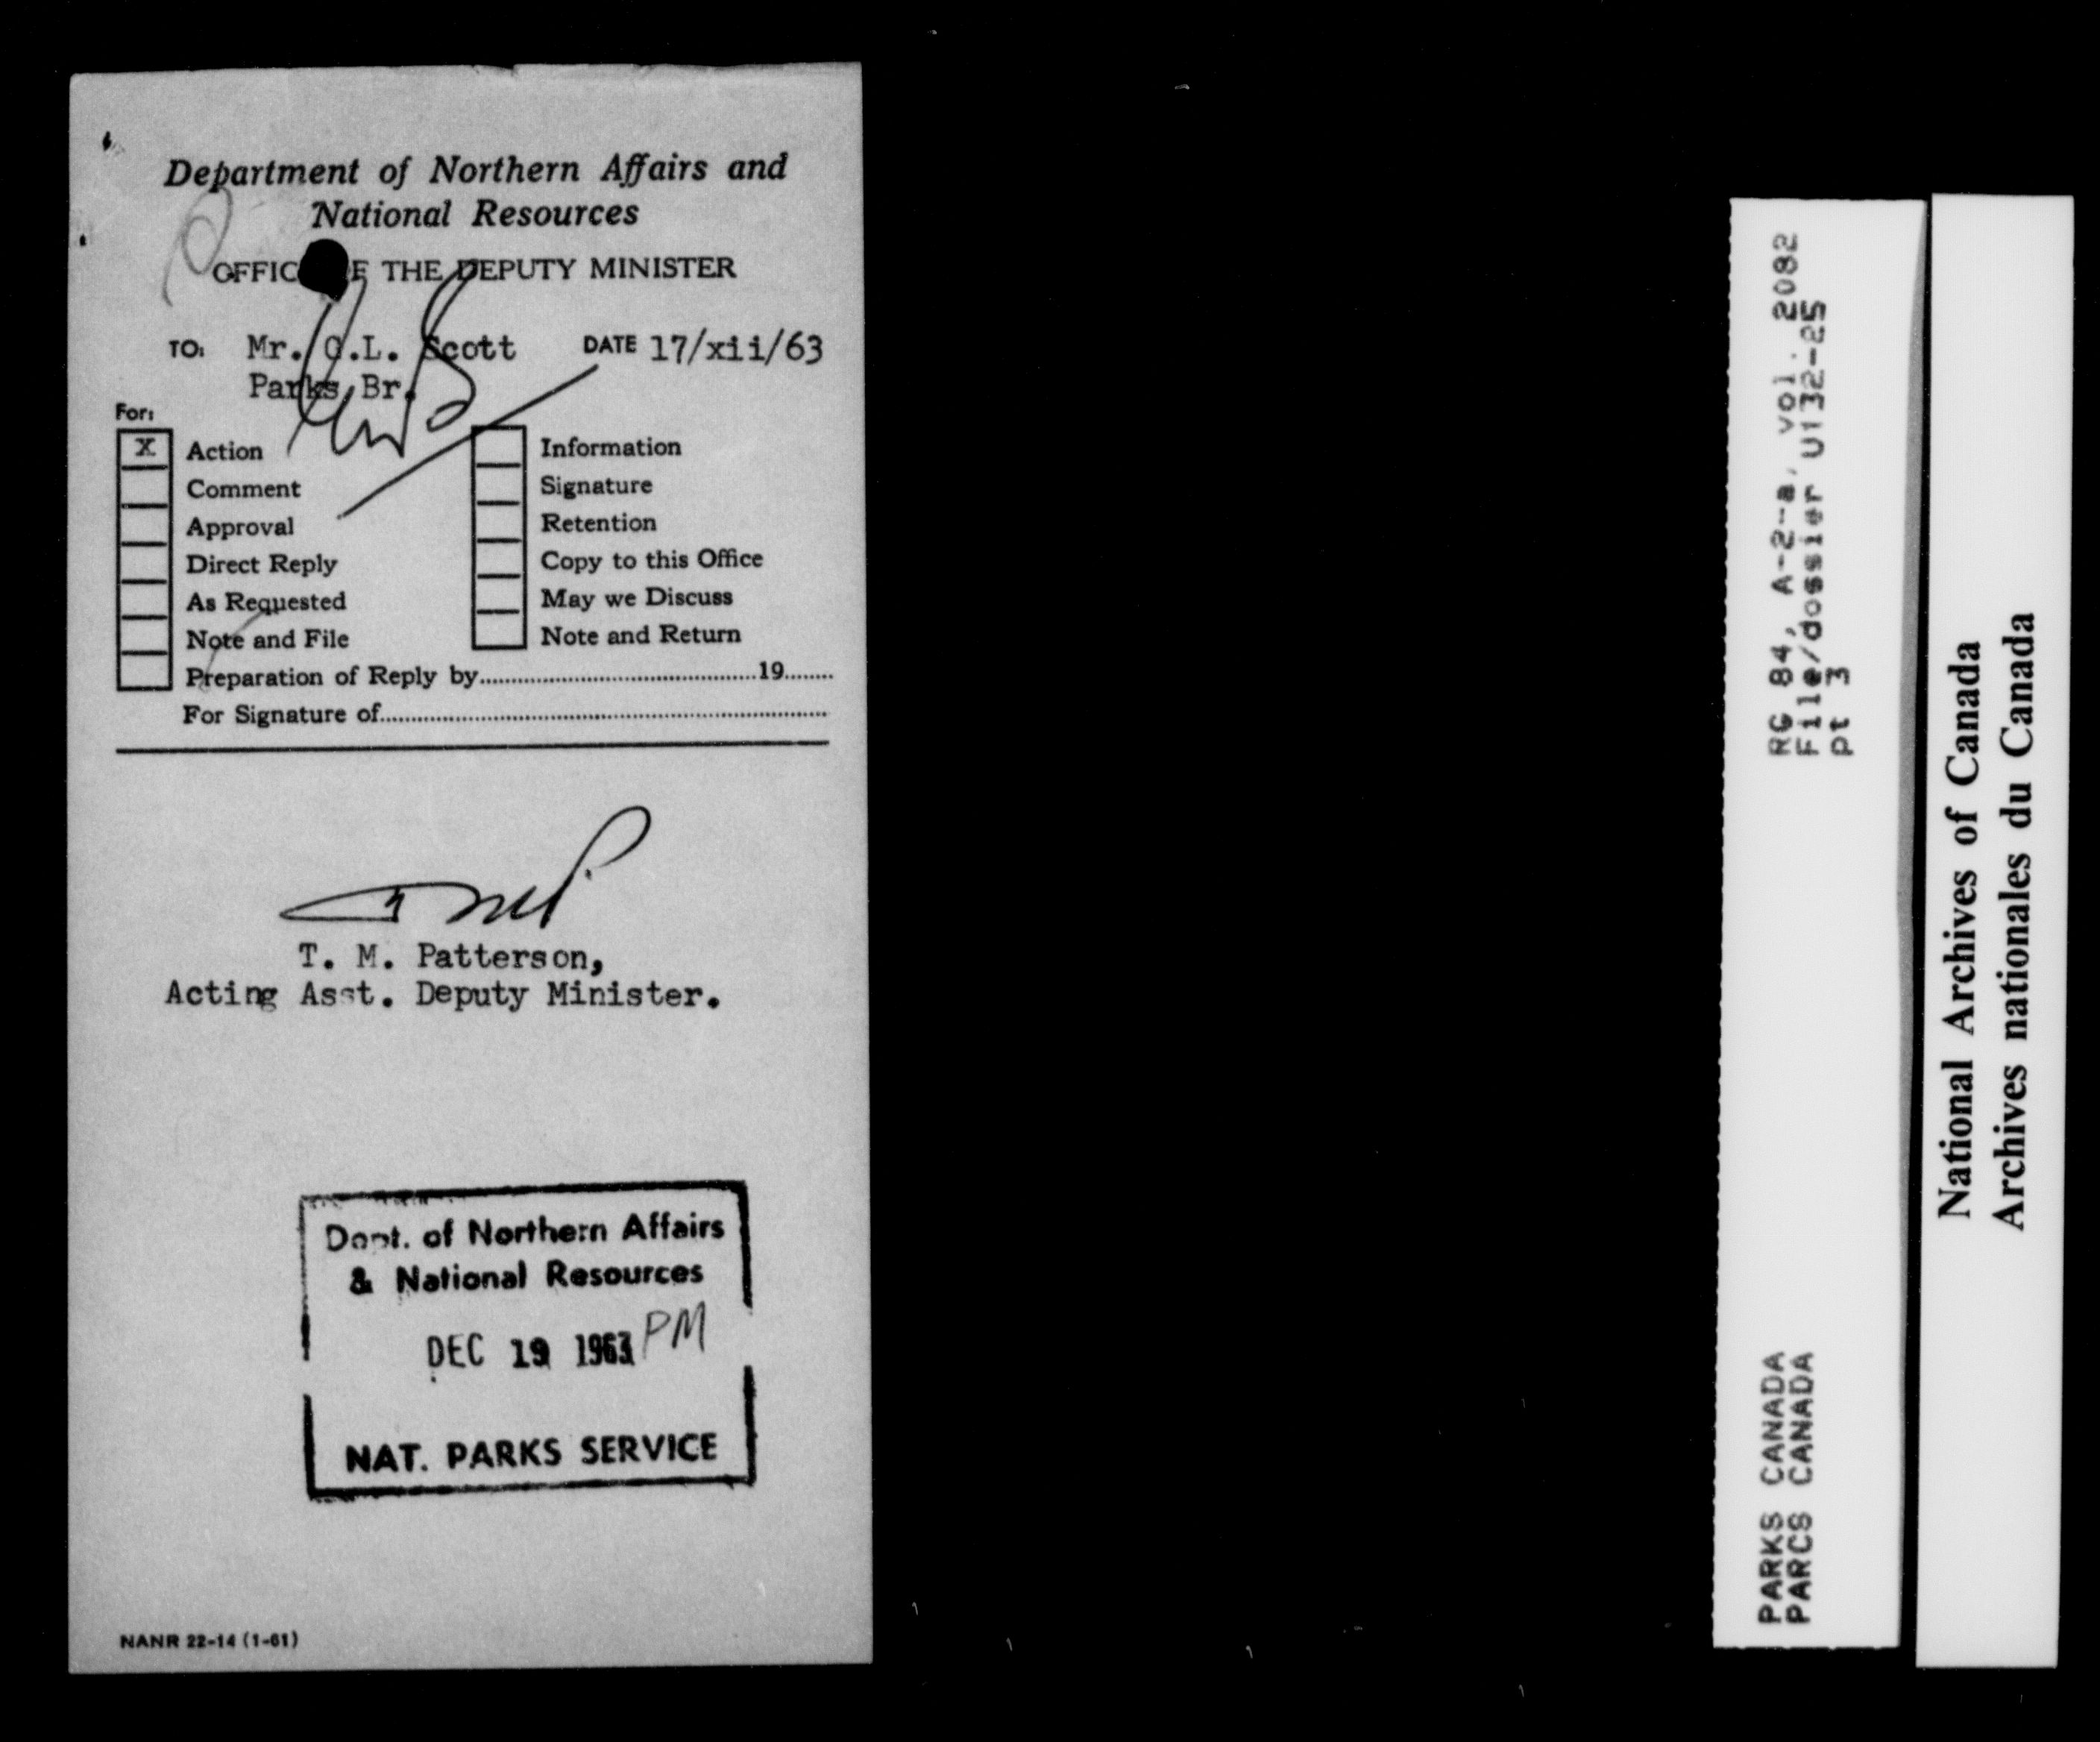 Department of Northern Affairs and
National Resources
OFFICE OF THE DEPUTY MINISTER
TO: Mr. G.L. Scott DATE 17/xii/63
Parks Br.
For:
X Action
Comment
Approval
Direct Reply
As Requested
Note and File
Information
Signature
Retention
Copy to this Office
May we Discuss
Note and Return
Preparation of Reply by..........19........
For Signature of..........
T. M. Patterson,
Acting Asst. Deputy Minister.
Dept. of Northern Affairs
& National Resources
DEC 19 1963 PM
NAT. PARKS SERVICE
NANR 22-14 (1-61)
RG 84, A-2-a, vol. 2082
File/dossier U132-25
pt 3
PARKS CANADA
PARCS CANADA
National Archives of Canada
Archives nationales du Canada